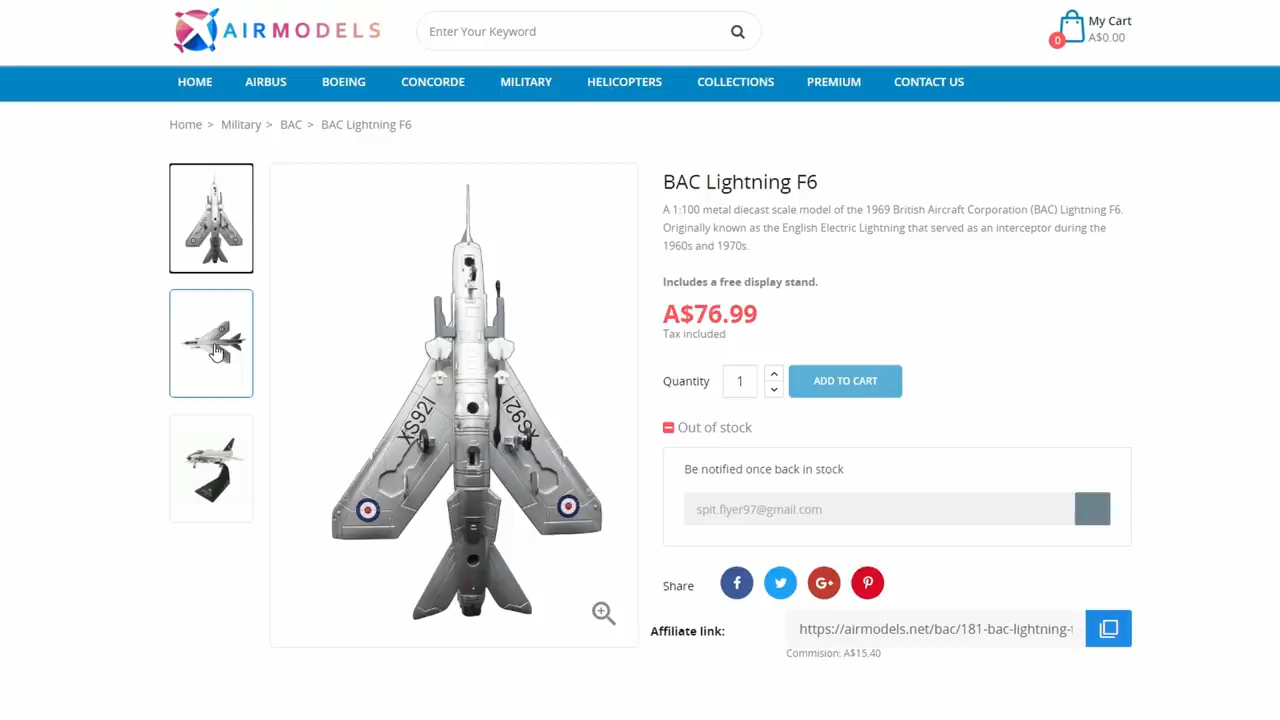 AIRMODELS
Enter Your Keyword
My Cart
0
A$0.00
HOME AIRBUS BOEING CONCORDE MILITARY HELICOPTERS COLLECTIONS PREMIUM CONTACT US
Home > Military > BAC > BAC Lightning F6
BAC Lightning F6
A 1:100 metal diecast scale model of the 1969 British Aircraft Corporation (BAC) Lightning F6.
Originally known as the English Electric Lightning that served as an interceptor during the
1960s and 1970s.
Includes a free display stand.
A$76.99
Tax included
Quantity 1 ADD TO CART
XS921
XS921
Out of stock
Be notified once back in stock
spit.flyer97@gmail.com
Share
Affiliate link: https://airmodels.net/bac/181-bac-lightning-
Commision: A$15.40